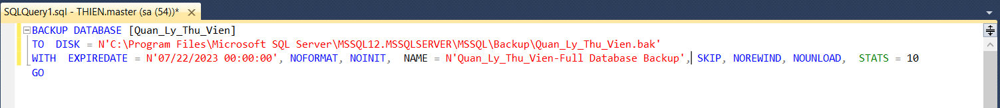 SQLQuery1.sql - THIEN.master (sa (54))*
BACKUP DATABASE [Quan_Ly_Thu_Vien]
TO  DISK = N'C:\Program Files\Microsoft SQL Server\MSSQL12.MSSQLSERVER\MSSQL\Backup\Quan_Ly_Thu_Vien.bak'
WITH  EXPIREDATE = N'07/22/2023 00:00:00', NOFORMAT, NOINIT,  NAME = N'Quan_Ly_Thu_Vien-Full Database Backup', SKIP, NOREWIND, NOUNLOAD,  STATS = 10
GO